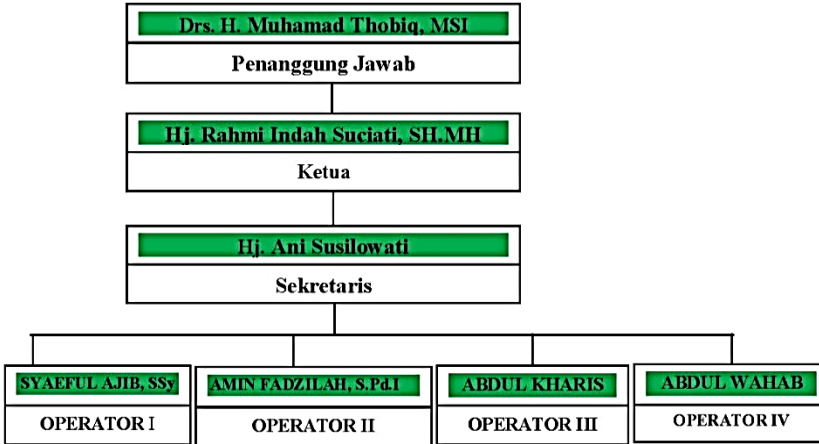 Drs. H. Muhamad Thobiq, MSI
Penanggung Jawab
Hj. Rahmi Indah Suciati, SH.MH
Ketua
Hj. Ani Susilowati
Sekretaris
SYAEFUL AJIB, SSy
OPERATOR I
AMIN FADZILAH, S.Pd.I
OPERATOR II
ABDUL KHARIS
OPERATOR III
ABDUL WAHAB
OPERATOR IV